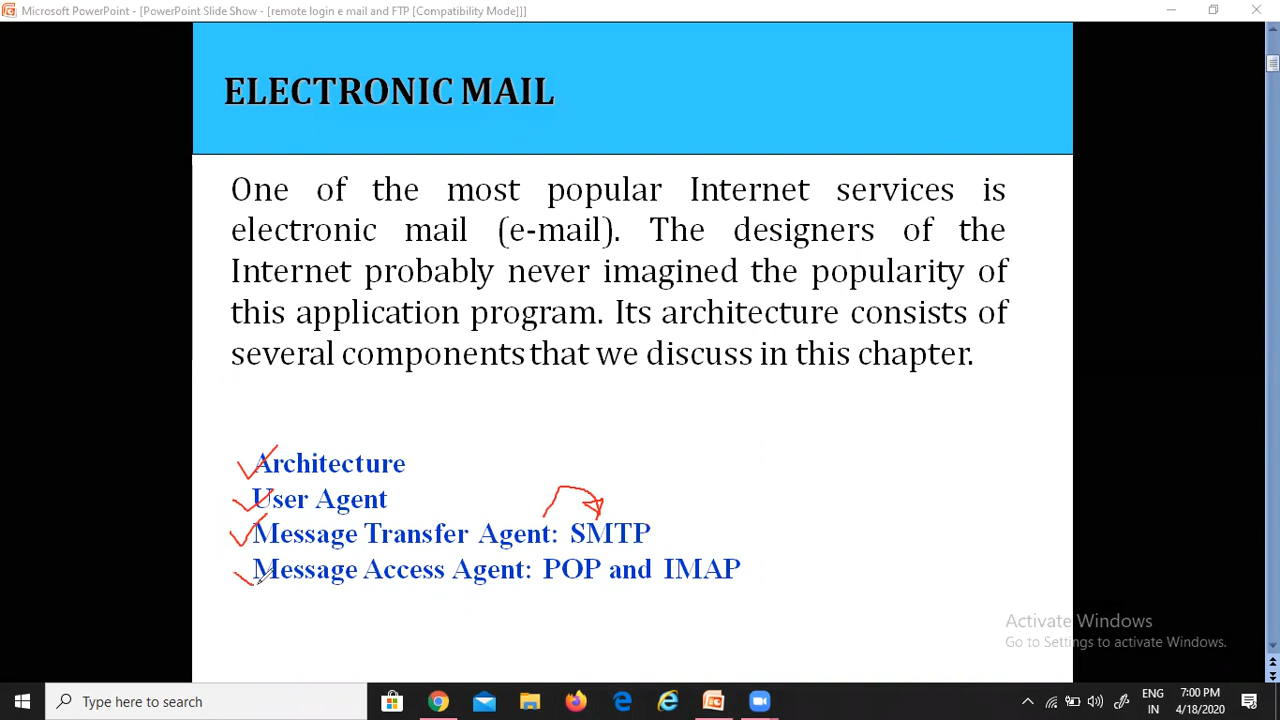 Microsoft PowerPoint - [PowerPoint Slide Show - [remote login e mail and FTP [Compatibility Mode]]]
ELECTRONIC MAIL
One of the most popular Internet services is
electronic mail (e-mail). The designers of the
Internet probably never imagined the popularity of
this application program. Its architecture consists of
several components that we discuss in this chapter.
Architecture
User Agent
Message Transfer Agent: SMTP
Message Access Agent: POP and IMAP
Activate Windows
Go to Settings to activate Windows.
Type here to search
ENG
IN
7:00 PM
4/18/2020